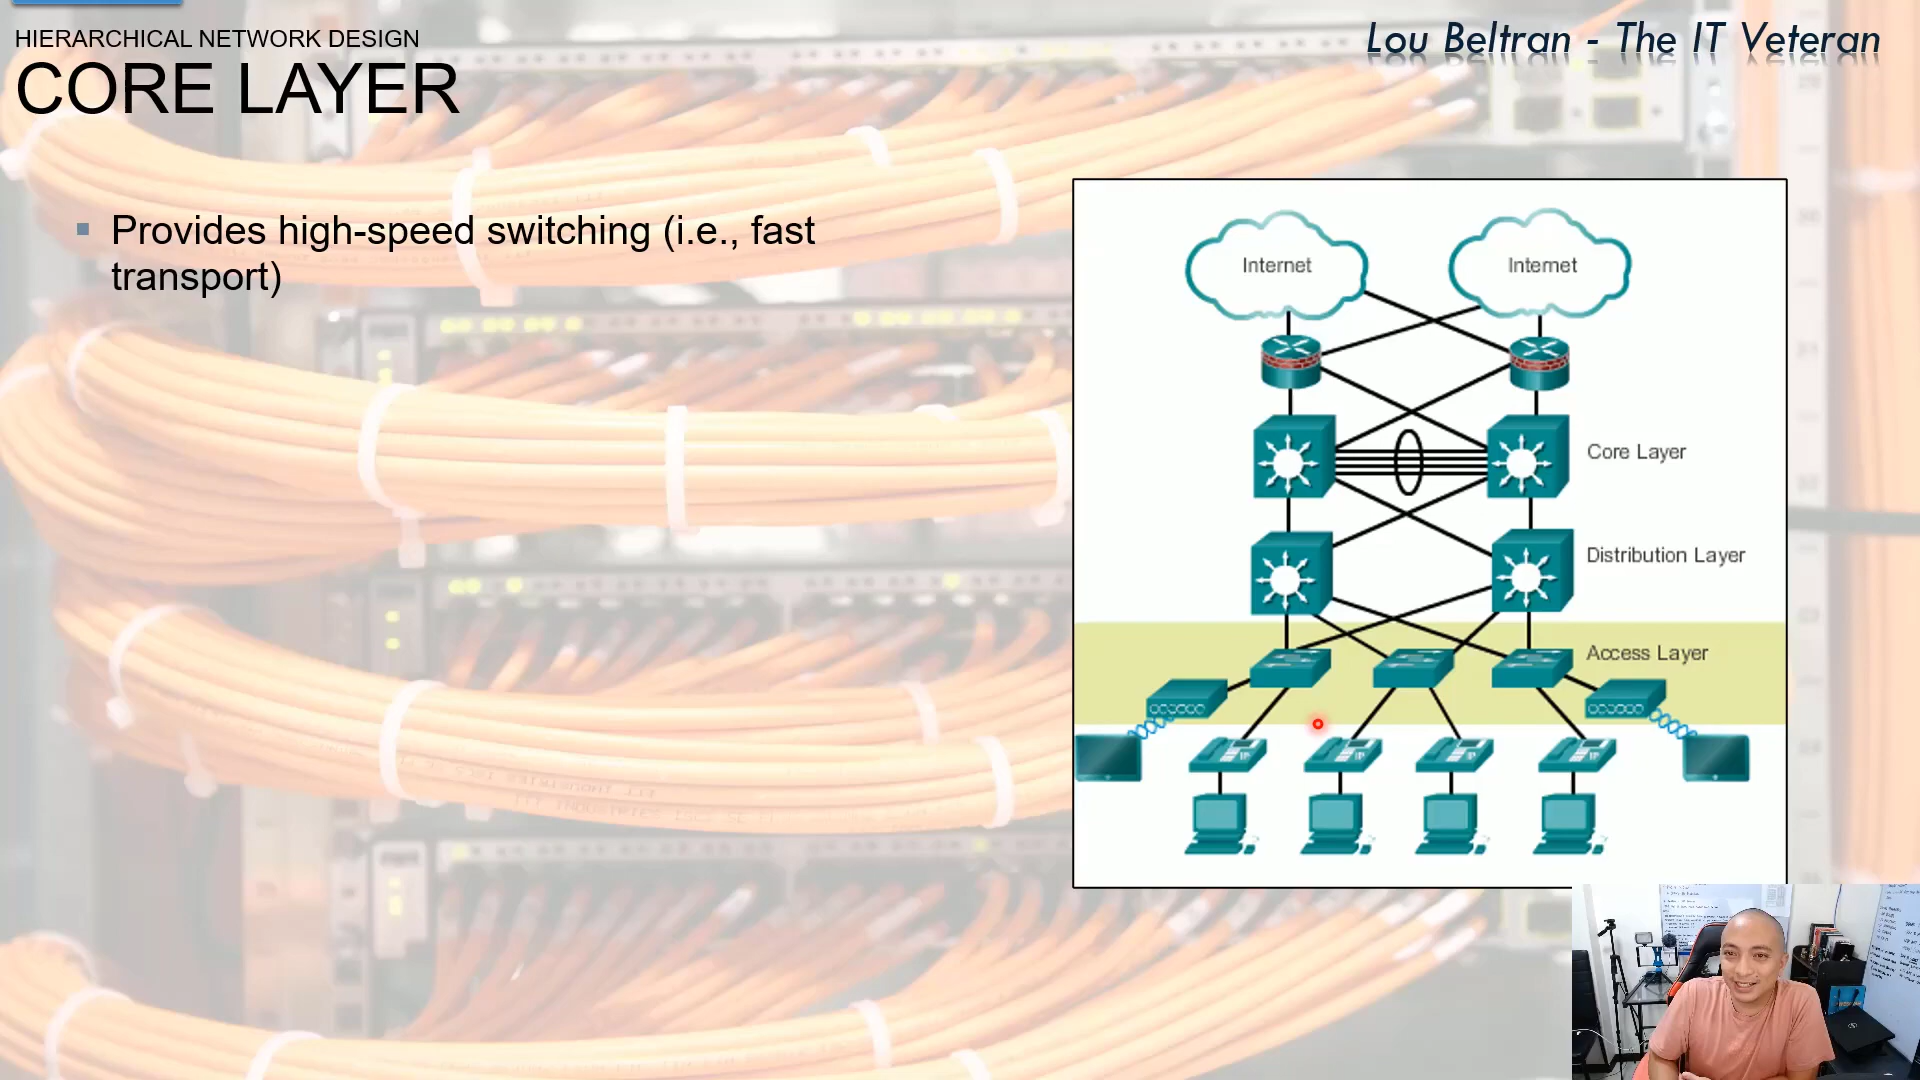 HIERARCHICAL NETWORK DESIGN
CORE LAYER
Lou Beltran - The IT Veteran
Provides high-speed switching (i.e., fast
transport)
Internet
Internet
Core Layer
Distribution Layer
Access Layer